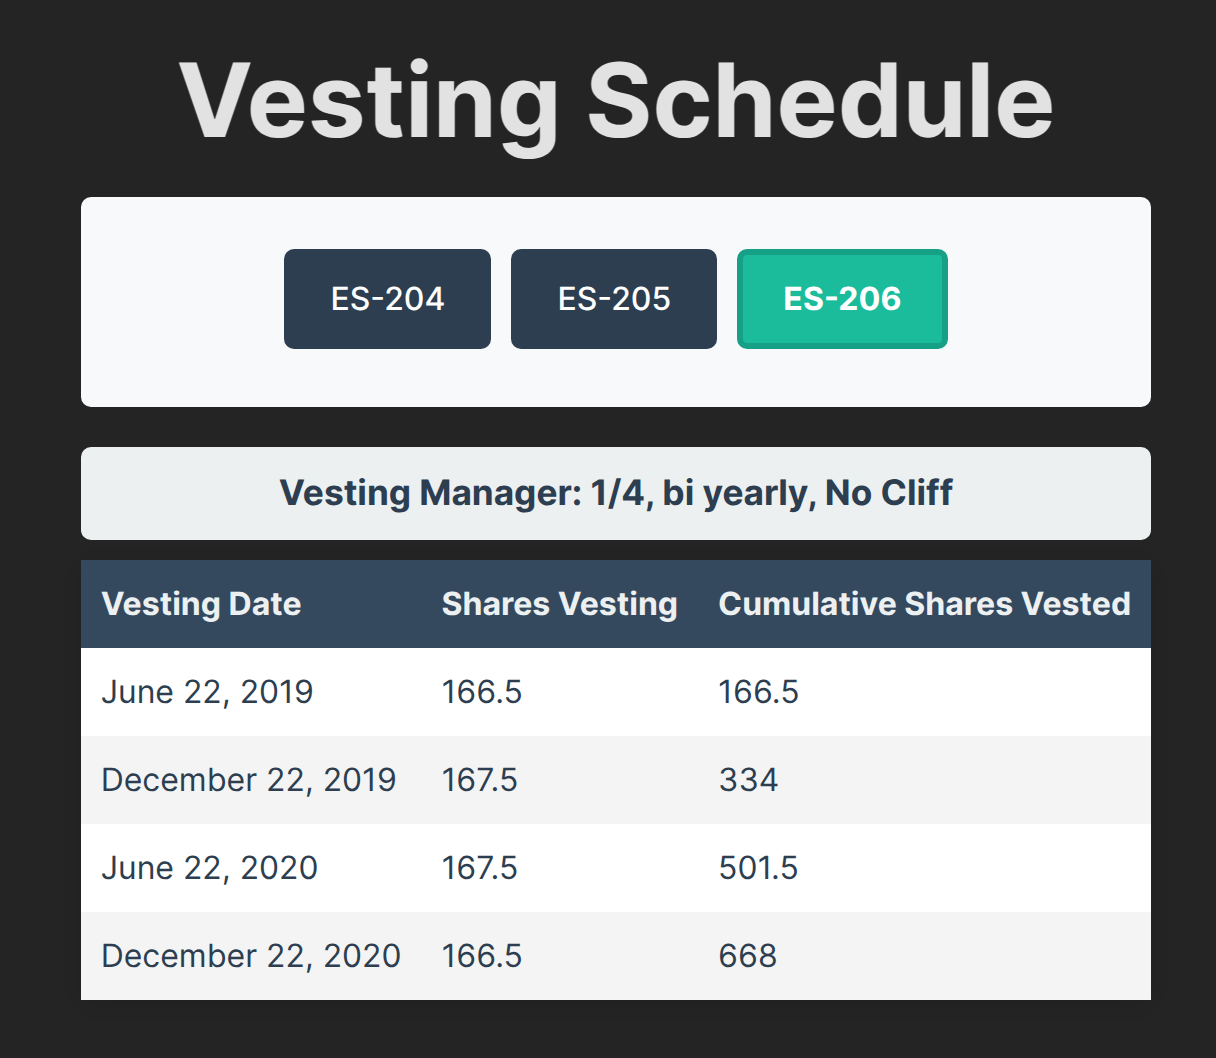 Vesting Schedule
ES-204 ES-205 ES-206
Vesting Manager: 1/4, bi yearly, No Cliff
Vesting Date Shares Vesting Cumulative Shares Vested
June 22, 2019 166.5 166.5
December 22, 2019 167.5 334
June 22, 2020 167.5 501.5
December 22, 2020 166.5 668